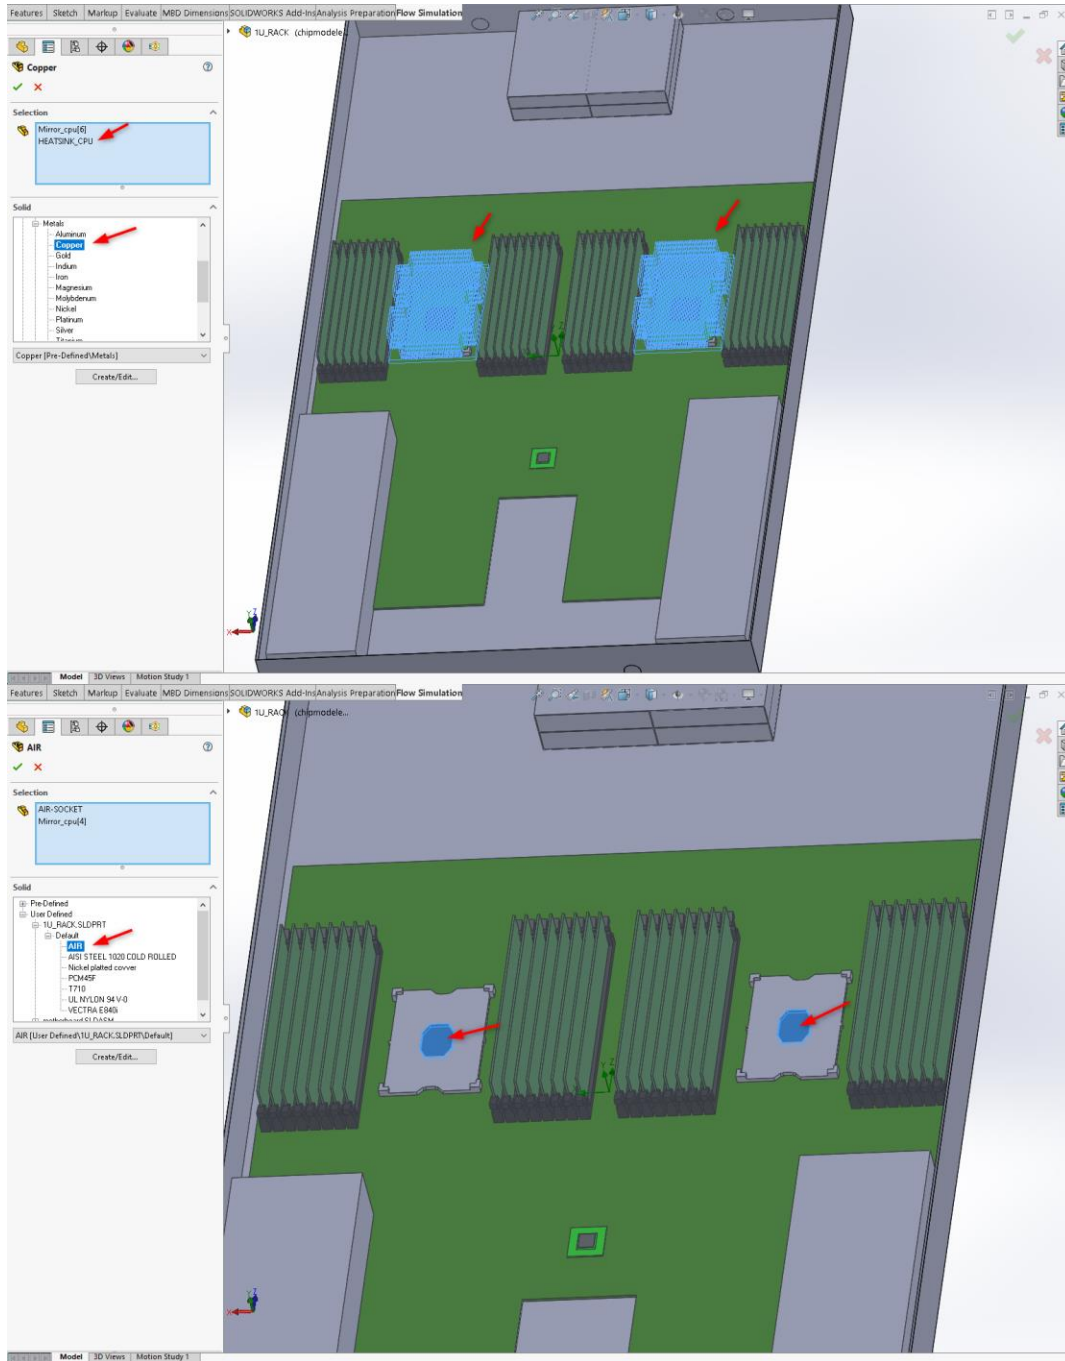 Features Sketch Markup Evaluate MBD Dimensions SOLIDWORKS Add-Ins Analysis Preparation Flow Simulation
1U_RACK (chipmodele...
Copper
Selection
Mirror_cpu[6]
HEATSINK_CPU
Solid
Metals
Aluminum
Copper
Gold
Indium
Iron
Magnesium
Molybdenum
Nickel
Platinum
Silver
Titanium
Copper [Pre-Defined\Metals]
Create/Edit...
Model 3D Views Motion Study 1
Features Sketch Markup Evaluate MBD Dimensions SOLIDWORKS Add-Ins Analysis Preparation Flow Simulation
1U_RACK (chipmodele...
AIR
Selection
AIR-SOCKET
Mirror_cpu[4]
Solid
Pre-Defined
User Defined
1U_RACK.SLDPRT
Default
AIR
AISI STEEL 1020 COLD ROLLED
Nickel platted covver
PCM45F
T710
UL NYLON 94 V-0
VECTRA E840i
motherboard.SLDASM
AIR [User Defined\1U_RACK.SLDPRT\Default]
Create/Edit...
Model 3D Views Motion Study 1